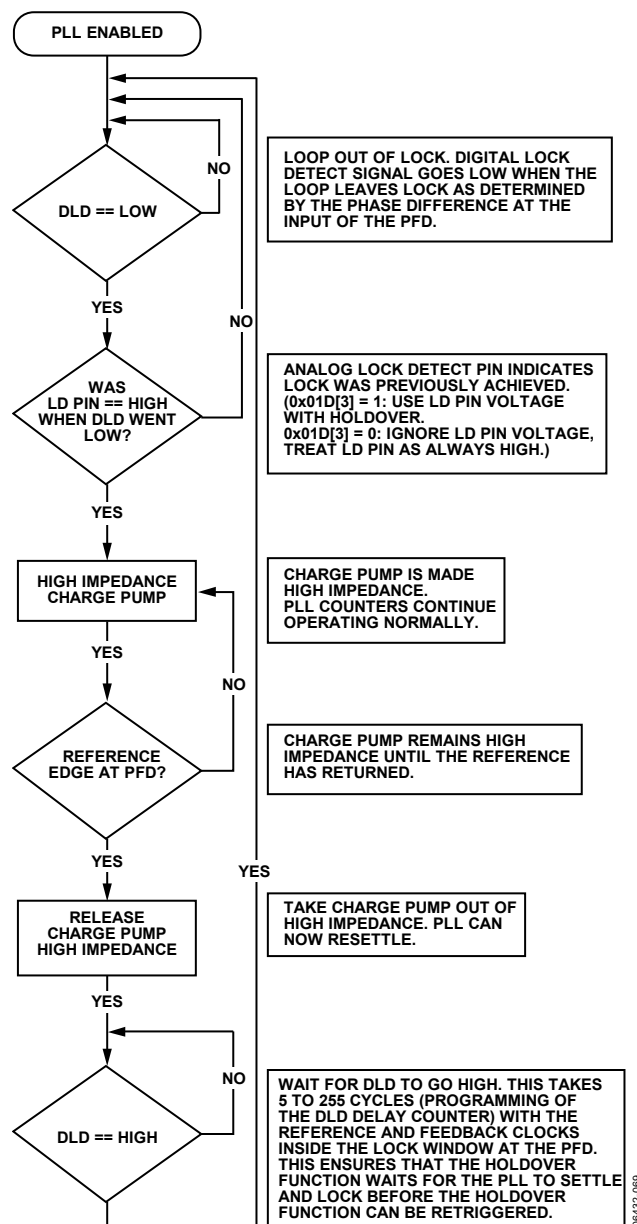 PLL ENABLED
NO
DLD == LOW
LOOP OUT OF LOCK. DIGITAL LOCK
DETECT SIGNAL GOES LOW WHEN THE
LOOP LEAVES LOCK AS DETERMINED
BY THE PHASE DIFFERENCE AT THE
INPUT OF THE PFD.
YES
NO
WAS
LD PIN == HIGH
WHEN DLD WENT
LOW?
ANALOG LOCK DETECT PIN INDICATES
LOCK WAS PREVIOUSLY ACHIEVED.
(0x01D[3] = 1: USE LD PIN VOLTAGE
WITH HOLDOVER.
0x01D[3] = 0: IGNORE LD PIN VOLTAGE,
TREAT LD PIN AS ALWAYS HIGH.)
YES
HIGH IMPEDANCE
CHARGE PUMP
CHARGE PUMP IS MADE
HIGH IMPEDANCE.
PLL COUNTERS CONTINUE
OPERATING NORMALLY.
YES
NO
REFERENCE
EDGE AT PFD?
CHARGE PUMP REMAINS HIGH
IMPEDANCE UNTIL THE REFERENCE
HAS RETURNED.
YES
YES
RELEASE
CHARGE PUMP
HIGH IMPEDANCE
TAKE CHARGE PUMP OUT OF
HIGH IMPEDANCE. PLL CAN
NOW RESETTLE.
YES
NO
DLD == HIGH
WAIT FOR DLD TO GO HIGH. THIS TAKES
5 TO 255 CYCLES (PROGRAMMING OF
THE DLD DELAY COUNTER) WITH THE
REFERENCE AND FEEDBACK CLOCKS
INSIDE THE LOCK WINDOW AT THE PFD.
THIS ENSURES THAT THE HOLDOVER
FUNCTION WAITS FOR THE PLL TO SETTLE
AND LOCK BEFORE THE HOLDOVER
FUNCTION CAN BE RETRIGGERED.
06432-069